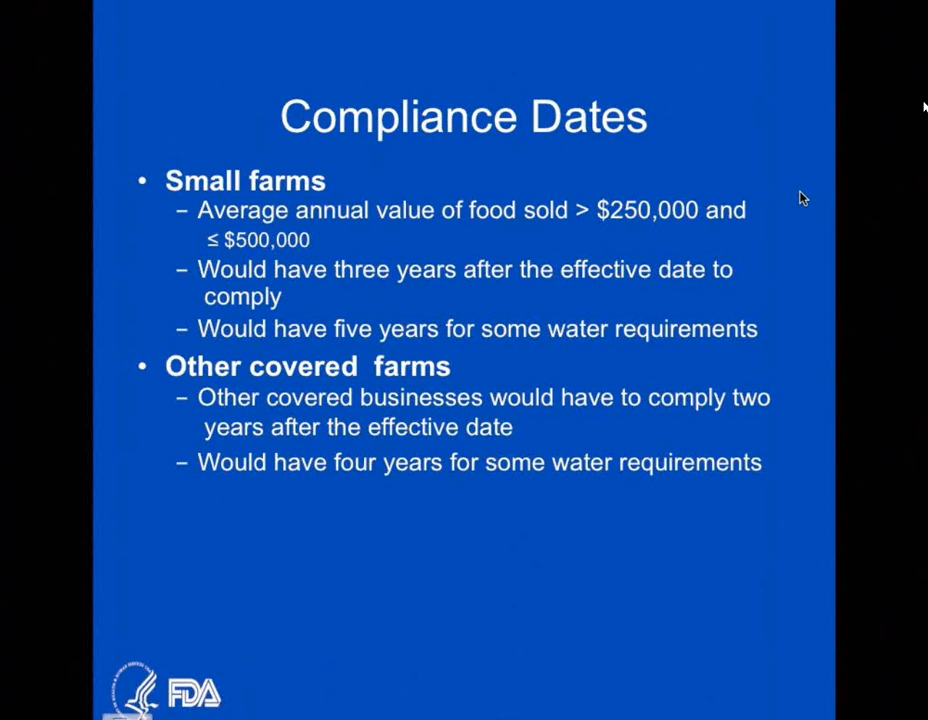 Compliance Dates
• Small farms
– Average annual value of food sold > $250,000 and
≤ $500,000
– Would have three years after the effective date to
comply
– Would have five years for some water requirements
• Other covered farms
– Other covered businesses would have to comply two
years after the effective date
– Would have four years for some water requirements
FDA